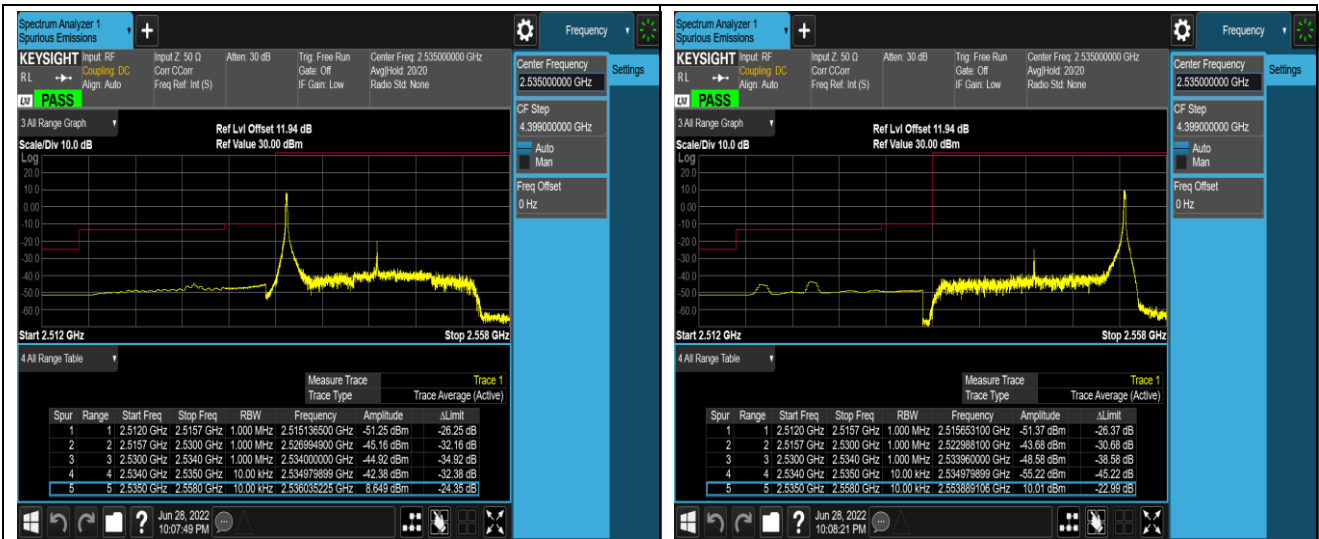 Spectrum Analyzer 1
Spurious Emissions
+
Frequency
KEYSIGHT Input: RF Input Z: 50 Ω Atten: 30 dB Trig: Free Run Center Freq: 2.535000000 GHz
Coupling: DC Corr CCorr Gate: Off Avg|Hold: 20/20
RL Align: Auto Freq Ref: Int (S) IF Gain: Low Radio Std: None
LXI PASS
Center Frequency
2.535000000 GHz
Settings
CF Step
4.399000000 GHz
Auto
Man
Freq Offset
0 Hz
3 All Range Graph
Ref Lvl Offset 11.94 dB
Scale/Div 10.0 dB Ref Value 30.00 dBm
Log
20.0
10.0
0.00
-10.0
-20.0
-30.0
-40.0
-50.0
-60.0
Start 2.512 GHz Stop 2.558 GHz
4 All Range Table
Measure Trace Trace 1
Trace Type Trace Average (Active)
Spur Range Start Freq Stop Freq RBW Frequency Amplitude ΔLimit
1 1 2.5120 GHz 2.5157 GHz 1.000 MHz 2.515136500 GHz -51.25 dBm -26.25 dB
2 2 2.5157 GHz 2.5300 GHz 1.000 MHz 2.526994900 GHz -45.16 dBm -32.16 dB
3 3 2.5300 GHz 2.5340 GHz 1.000 MHz 2.534000000 GHz -44.92 dBm -34.92 dB
4 4 2.5340 GHz 2.5350 GHz 10.00 kHz 2.534979899 GHz -42.38 dBm -32.38 dB
5 5 2.5350 GHz 2.5580 GHz 10.00 kHz 2.536035225 GHz 8.649 dBm -24.35 dB
? Jun 28, 2022
10:07:49 PM
Spectrum Analyzer 1
Spurious Emissions
+
Frequency
KEYSIGHT Input: RF Input Z: 50 Ω Atten: 30 dB Trig: Free Run Center Freq: 2.535000000 GHz
Coupling: DC Corr CCorr Gate: Off Avg|Hold: 20/20
RL Align: Auto Freq Ref: Int (S) IF Gain: Low Radio Std: None
LXI PASS
Center Frequency
2.535000000 GHz
Settings
CF Step
4.399000000 GHz
Auto
Man
Freq Offset
0 Hz
3 All Range Graph
Ref Lvl Offset 11.94 dB
Scale/Div 10.0 dB Ref Value 30.00 dBm
Log
20.0
10.0
0.00
-10.0
-20.0
-30.0
-40.0
-50.0
-60.0
Start 2.512 GHz Stop 2.558 GHz
4 All Range Table
Measure Trace Trace 1
Trace Type Trace Average (Active)
Spur Range Start Freq Stop Freq RBW Frequency Amplitude ΔLimit
1 1 2.5120 GHz 2.5157 GHz 1.000 MHz 2.515653100 GHz -51.37 dBm -26.37 dB
2 2 2.5157 GHz 2.5300 GHz 1.000 MHz 2.522988100 GHz -43.68 dBm -30.68 dB
3 3 2.5300 GHz 2.5340 GHz 1.000 MHz 2.533960000 GHz -48.58 dBm -38.58 dB
4 4 2.5340 GHz 2.5350 GHz 10.00 kHz 2.534979899 GHz -55.22 dBm -45.22 dB
5 5 2.5350 GHz 2.5580 GHz 10.00 kHz 2.553889106 GHz 10.01 dBm -22.99 dB
? Jun 28, 2022
10:08:21 PM